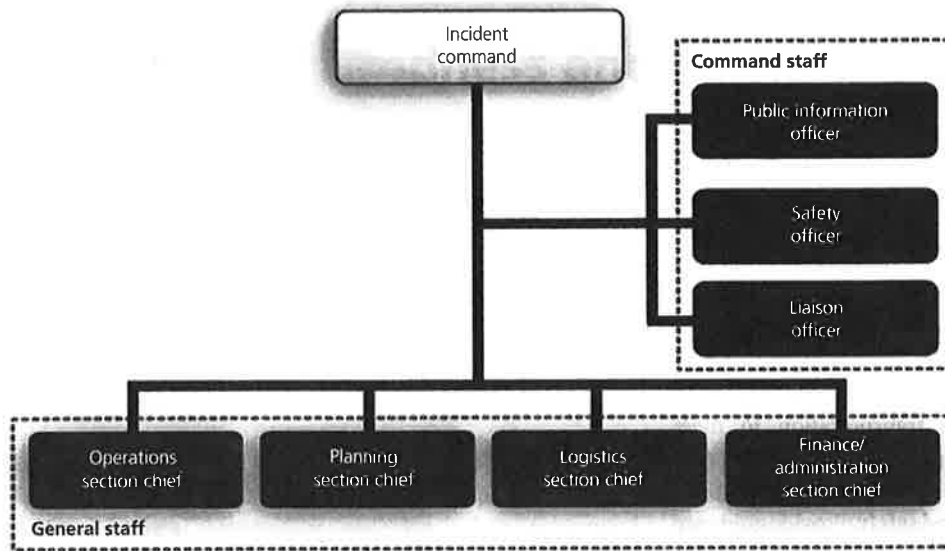 Incident
command
Command staff
Public information
officer
Safety
officer
Liaison
officer
Operations
section chief
Planning
section chief
Logistics
section chief
Finance/
administration
section chief
General staff